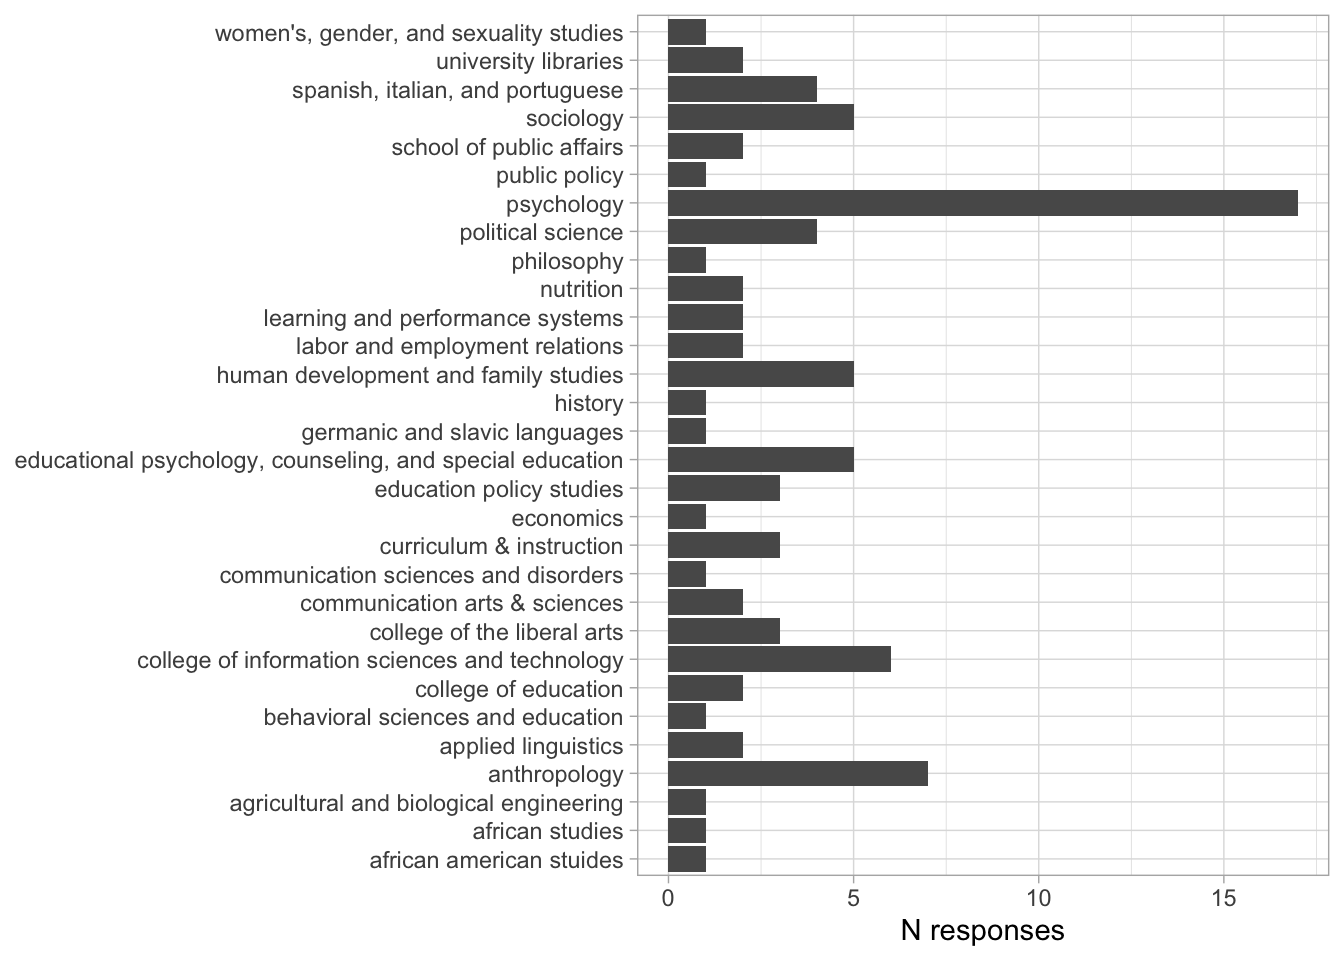 women's, gender, and sexuality studies
university libraries
spanish, italian, and portuguese
sociology
school of public affairs
public policy
psychology
political science
philosophy
nutrition
learning and performance systems
labor and employment relations
human development and family studies
history
germanic and slavic languages
educational psychology, counseling, and special education
education policy studies
economics
curriculum & instruction
communication sciences and disorders
communication arts & sciences
college of the liberal arts
college of information sciences and technology
college of education
behavioral sciences and education
applied linguistics
anthropology
agricultural and biological engineering
african studies
african american stuides
0 5 10 15
N responses